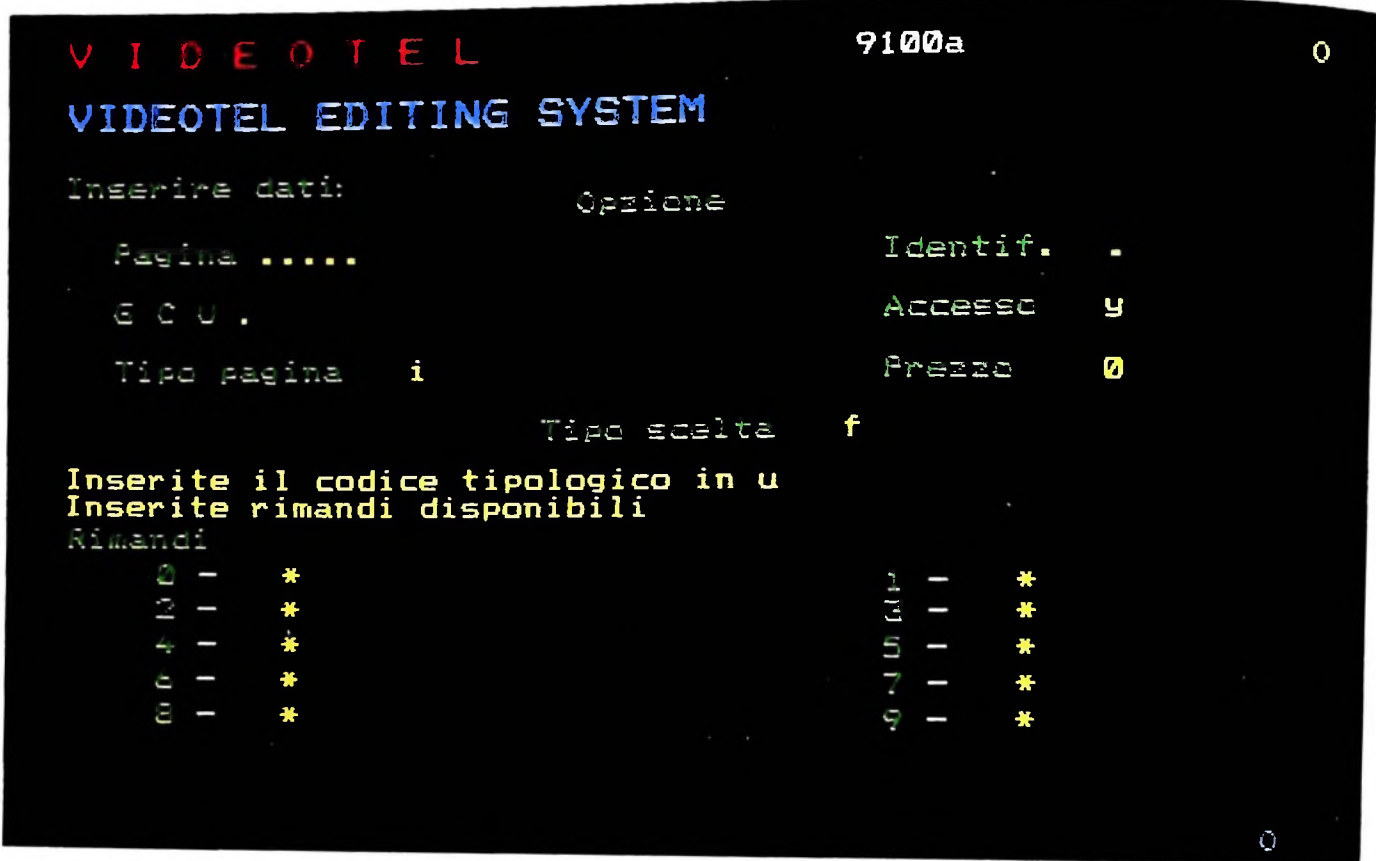 V I D E O T E L 9100a 0
VIDEOTEL EDITING SYSTEM
Inserire dati: Opzione
Pagina ..... Identif. .
G C U . Accesso y
Tipo pagina i Prezzo 0
Tipo scelta f
Inserite il codice tipologico in u
Inserite rimandi disponibili
Rimandi
0 - * 1 - *
2 - * 3 - *
4 - * 5 - *
6 - * 7 - *
8 - * 9 - *
0